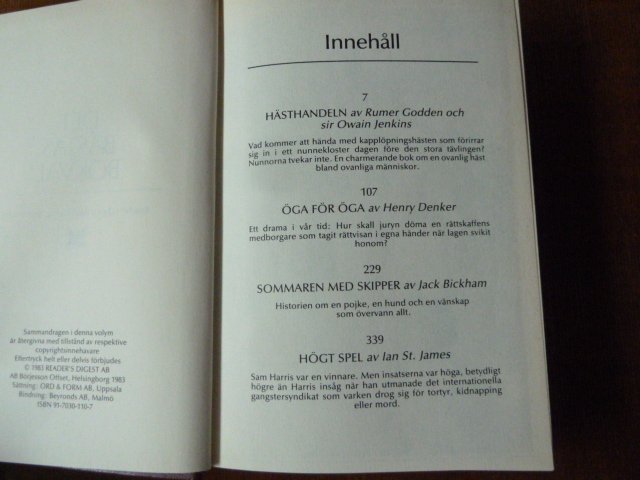 Sammandragen i denna volym
är återgivna med tillstånd av respektive
copyrightsinnehavare
Eftertryck helt eller delvis förbjudes
© 1983 READER'S DIGEST AB
AB Börjesson Offset, Helsingborg 1983
Sättning: ORD & FORM AB, Uppsala
Bindning: Beyronds AB, Malmö
ISBN 91-7030-110-7
Innehåll
7
HÄSTHANDELN av Rumer Godden och
sir Owain Jenkins
Vad kommer att hända med kapplöpningshästen som förirrar
sig in i ett nunnekloster dagen före den stora tävlingen?
Nunnorna tvekar inte. En charmerande bok om en ovanlig häst
bland ovanliga människor.
107
ÖGA FÖR ÖGA av Henry Denker
Ett drama i vår tid: Hur skall juryn döma en rättskaffens
medborgare som tagit rättvisan i egna händer när lagen svikit
honom?
229
SOMMAREN MED SKIPPER av Jack Bickham
Historien om en pojke, en hund och en vänskap
som övervann allt.
339
HÖGT SPEL av Ian St. James
Sam Harris var en vinnare. Men insatserna var höga, betydligt
högre än Harris insåg när han utmanade det internationella
gangstersyndikat som varken drog sig för tortyr, kidnapping
eller mord.